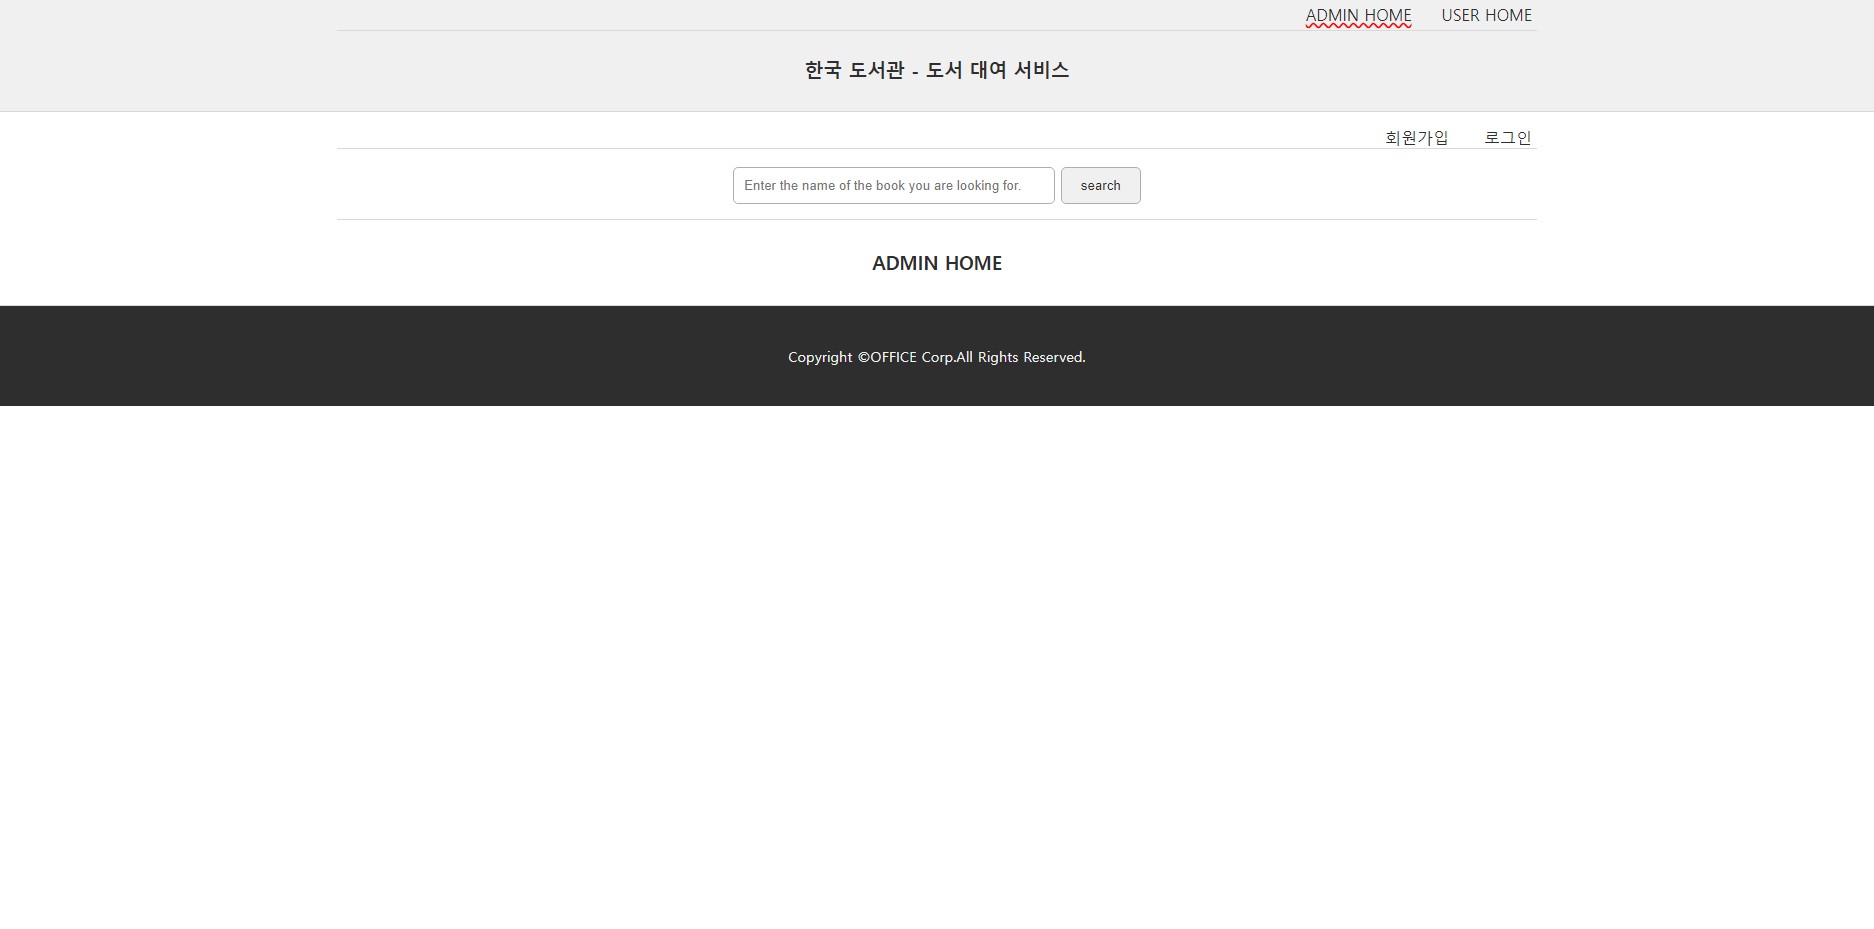 ADMIN HOME USER HOME
한국 도서관 - 도서 대여 서비스
회원가입 로그인
Enter the name of the book you are looking for. search
ADMIN HOME
Copyright ©OFFICE Corp.All Rights Reserved.